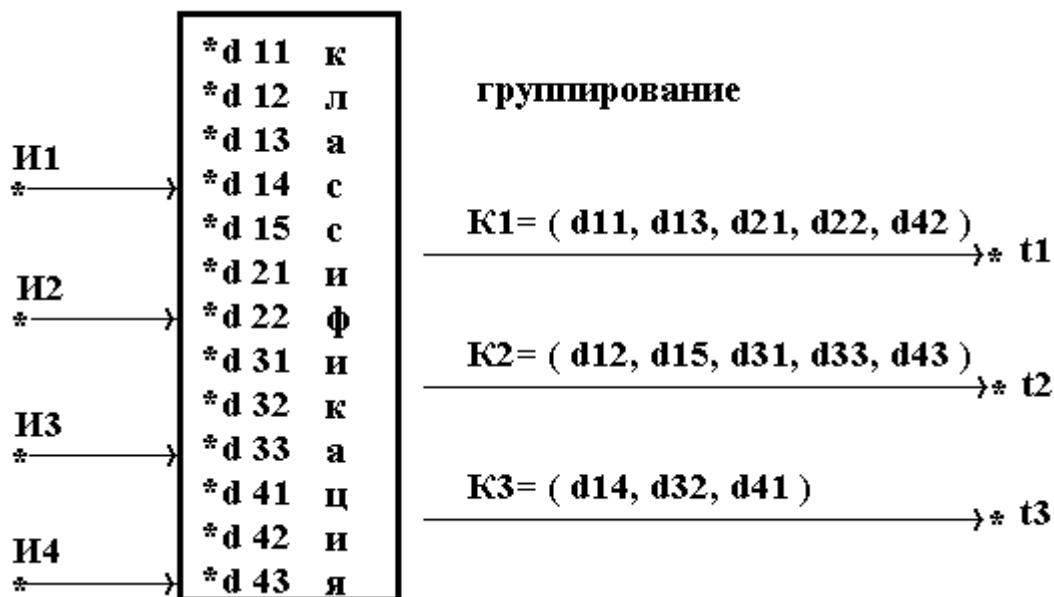 *d 11 к
*d 12 л
группирование
*d 13 а
И1
*d 14 с
*d 15 с
К1= ( d11, d13, d21, d22, d42 )
* t1
*d 21 и
И2
*d 22 ф
*d 31 и
К2= ( d12, d15, d31, d33, d43 )
* t2
*d 32 к
И3
*d 33 а
*d 41 ц
К3= ( d14, d32, d41 )
* t3
*d 42 и
И4
*d 43 я